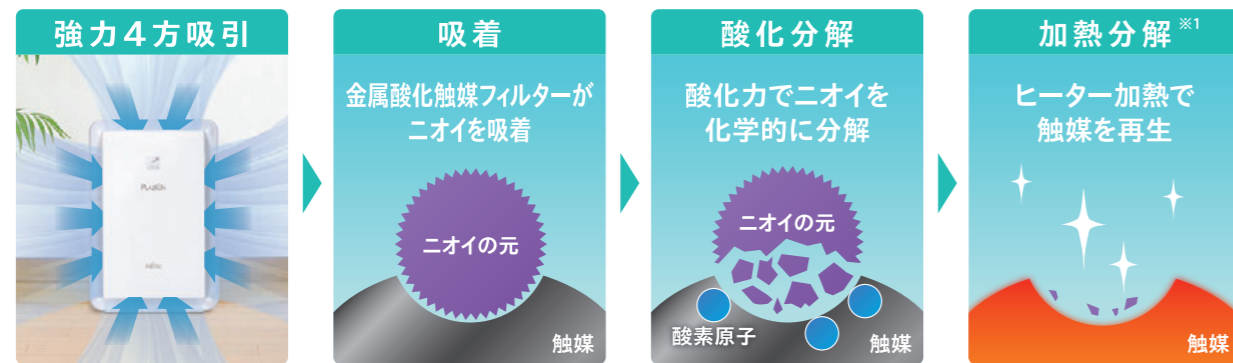 強力4方吸引
PLAZION
吸着
金属酸化触媒フィルターが
ニオイを吸着
ニオイの元
触媒
酸化分解
酸化力でニオイを
化学的に分解
ニオイの元
酸素原子
触媒
加熱分解※1
ヒーター加熱で
触媒を再生
触媒